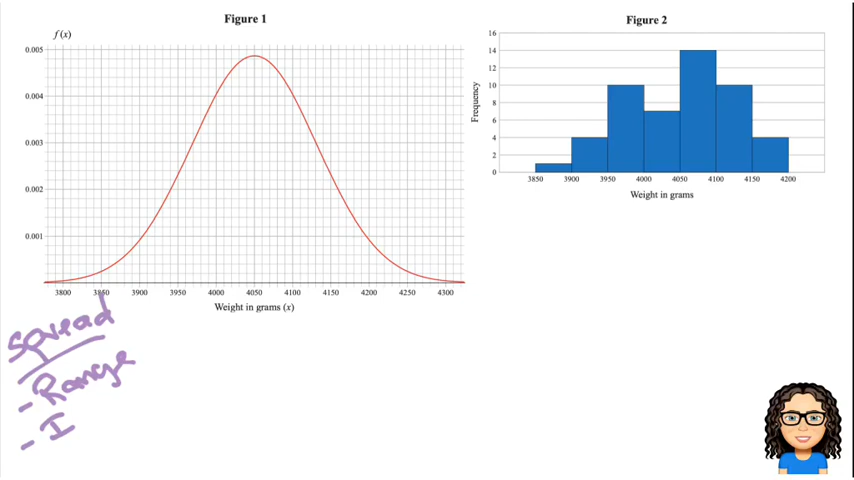 Figure 1
f (x)
0.005
0.004
0.003
0.002
0.001
3800 3850 3900 3950 4000 4050 4100 4150 4200 4250 4300
Weight in grams (x)
Figure 2
Frequency
16
14
12
10
8
6
4
2
0
3850 3900 3950 4000 4050 4100 4150 4200
Weight in grams
Spread
- Range
- I